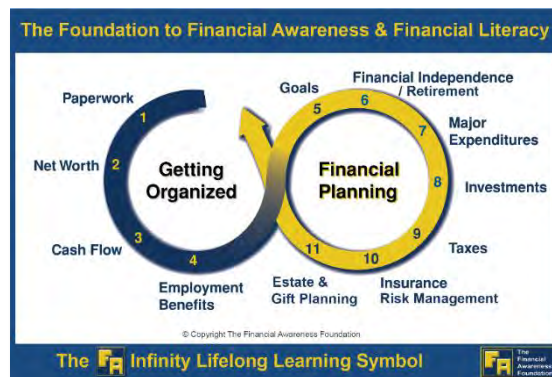 The Foundation to Financial Awareness & Financial Literacy
Paperwork
1
Net Worth
2
Cash Flow
3
Employment
Benefits
4
Getting
Organized
Goals
5
Financial Independence
/ Retirement
6
Major
Expenditures
7
Investments
8
Taxes
9
Insurance
Risk Management
10
Estate &
Gift Planning
11
Financial
Planning
© Copyright The Financial Awareness Foundation
The FA Infinity Lifelong Learning Symbol
FA
The
Financial
Awareness
Foundation